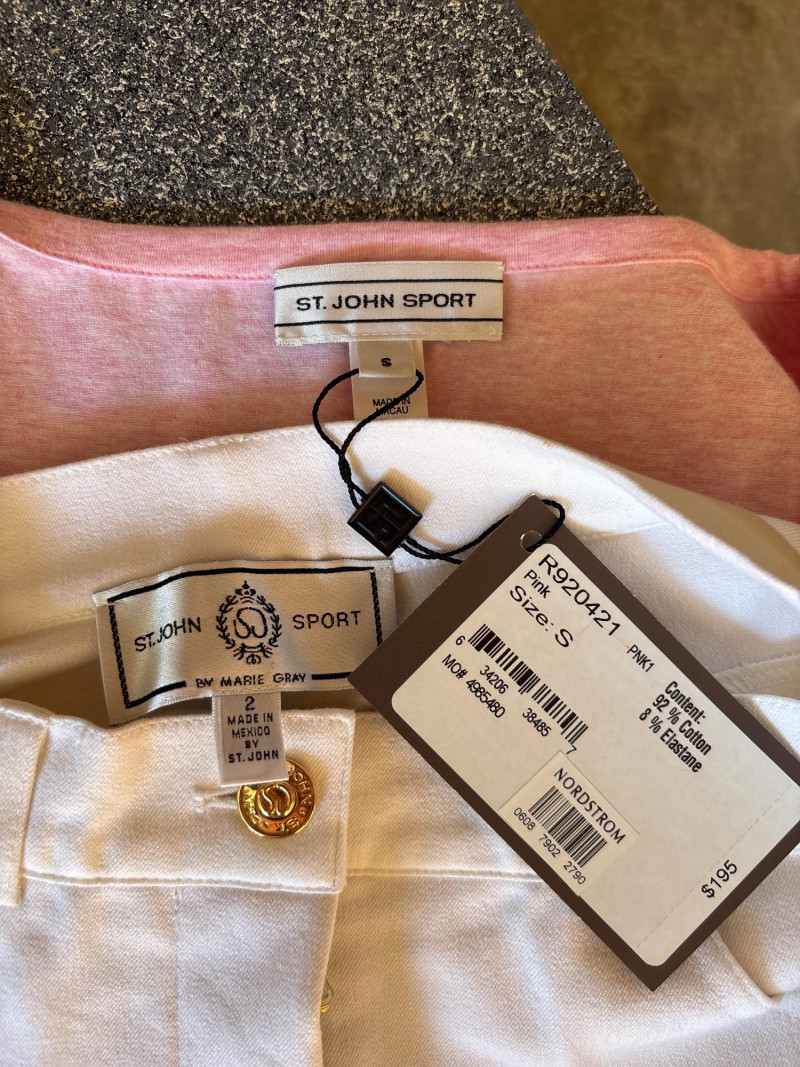 ST. JOHN SPORT
S
MADE IN
MACAU
ST. JOHN SJ SPORT
BY MARIE GRAY
2
MADE IN
MEXICO
BY
ST. JOHN
R920421
Pink PNK1
Size: S
6 34206 38485 7
MO# 4985480
Content:
92 % Cotton
8 % Elastane
NORDSTROM
0608 7902 2790
$195